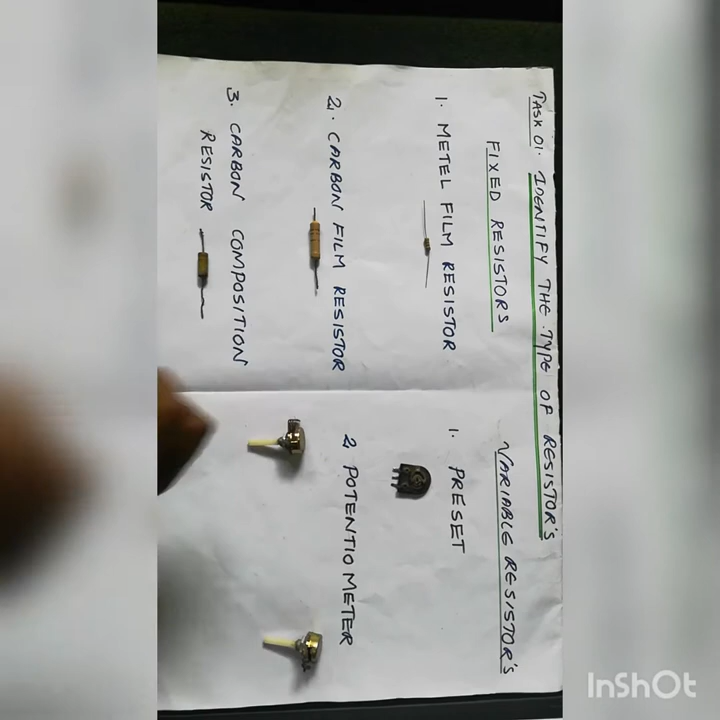 TASK 01. IDENTIFY THE TYPE OF RESISTOR'S
FIXED RESISTORS
1. METEL FILM RESISTOR
2. CARBON FILM RESISTOR
3. CARBON COMPOSITION
RESISTOR
VARIABLE RESISTOR'S
1. PRESET
2 POTENTIO METER
InShOt